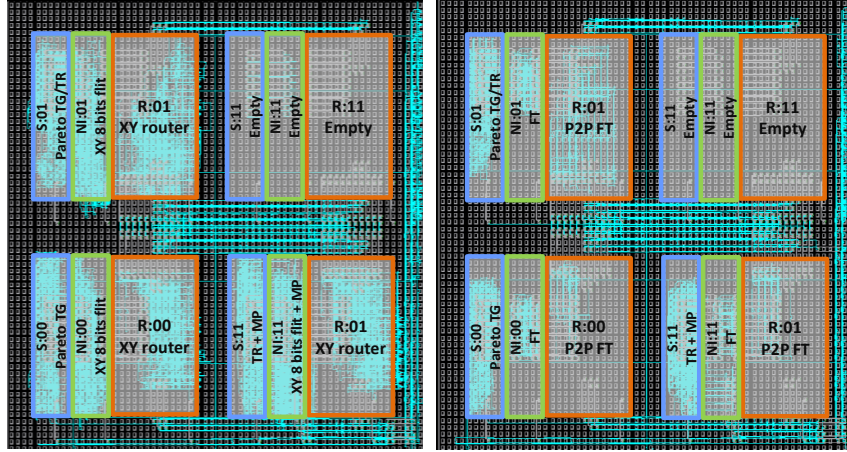 S:01
Pareto TG/TR
NI:01
XY 8 bits flit
R:01
XY router
S:11
Empty
NI:11
Empty
R:11
Empty
S:00
Pareto TG
NI:00
XY 8 bits flit
R:00
XY router
S:11
TR + MP
NI:11
XY 8 bits flit + MP
R:01
XY router
S:01
Pareto TG/TR
NI:01
FT
R:01
P2P FT
S:11
Empty
NI:11
Empty
R:11
Empty
S:00
Pareto TG
NI:00
FT
R:00
P2P FT
S:11
TR + MP
NI:11
FT
R:01
P2P FT